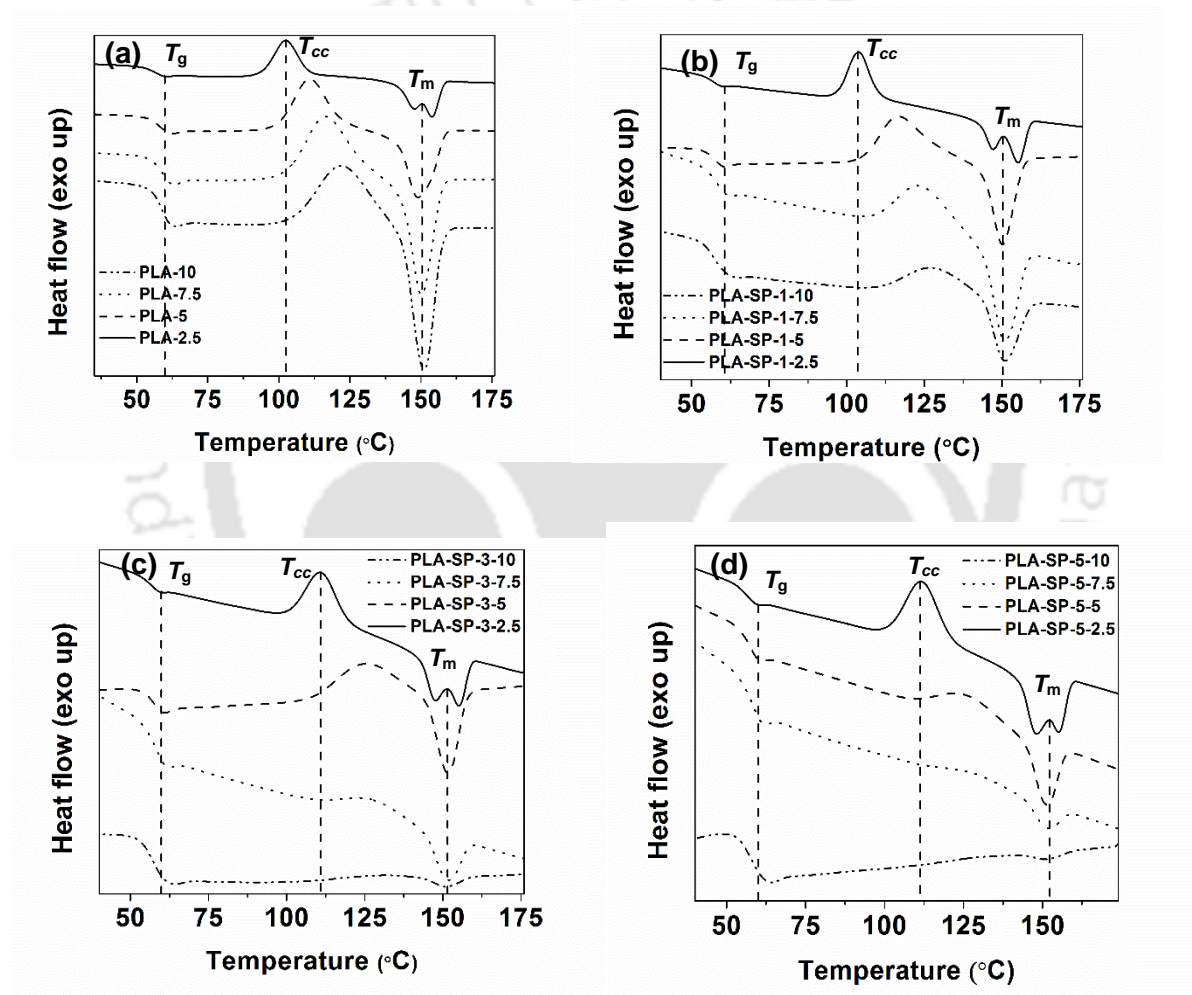 (a) Tg Tcc Tm
Heat flow (exo up)
PLA-10
PLA-7.5
PLA-5
PLA-2.5
50 75 100 125 150 175
Temperature (°C)
(b) Tg Tcc Tm
Heat flow (exo up)
PLA-SP-1-10
PLA-SP-1-7.5
PLA-SP-1-5
PLA-SP-1-2.5
50 75 100 125 150 175
Temperature (°C)
(c) Tg Tcc Tm
Heat flow (exo up)
PLA-SP-3-10
PLA-SP-3-7.5
PLA-SP-3-5
PLA-SP-3-2.5
50 75 100 125 150 175
Temperature (°C)
(d) Tg Tcc Tm
Heat flow (exo up)
PLA-SP-5-10
PLA-SP-5-7.5
PLA-SP-5-5
PLA-SP-5-2.5
50 75 100 125 150
Temperature (°C)